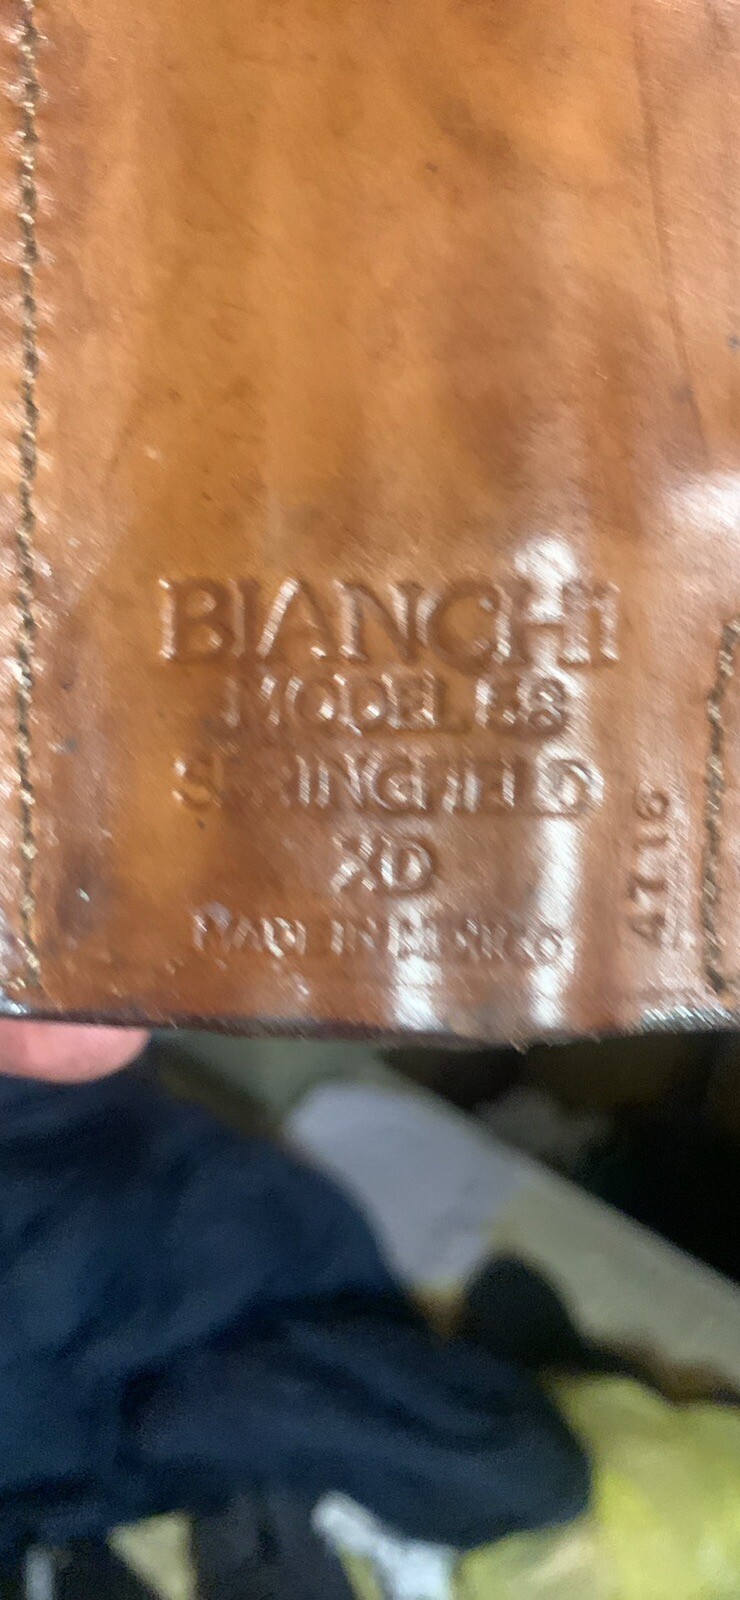 BIANCHI
MODEL 58
SPRINGFIELD
XD
MADE IN MEXICO
4716